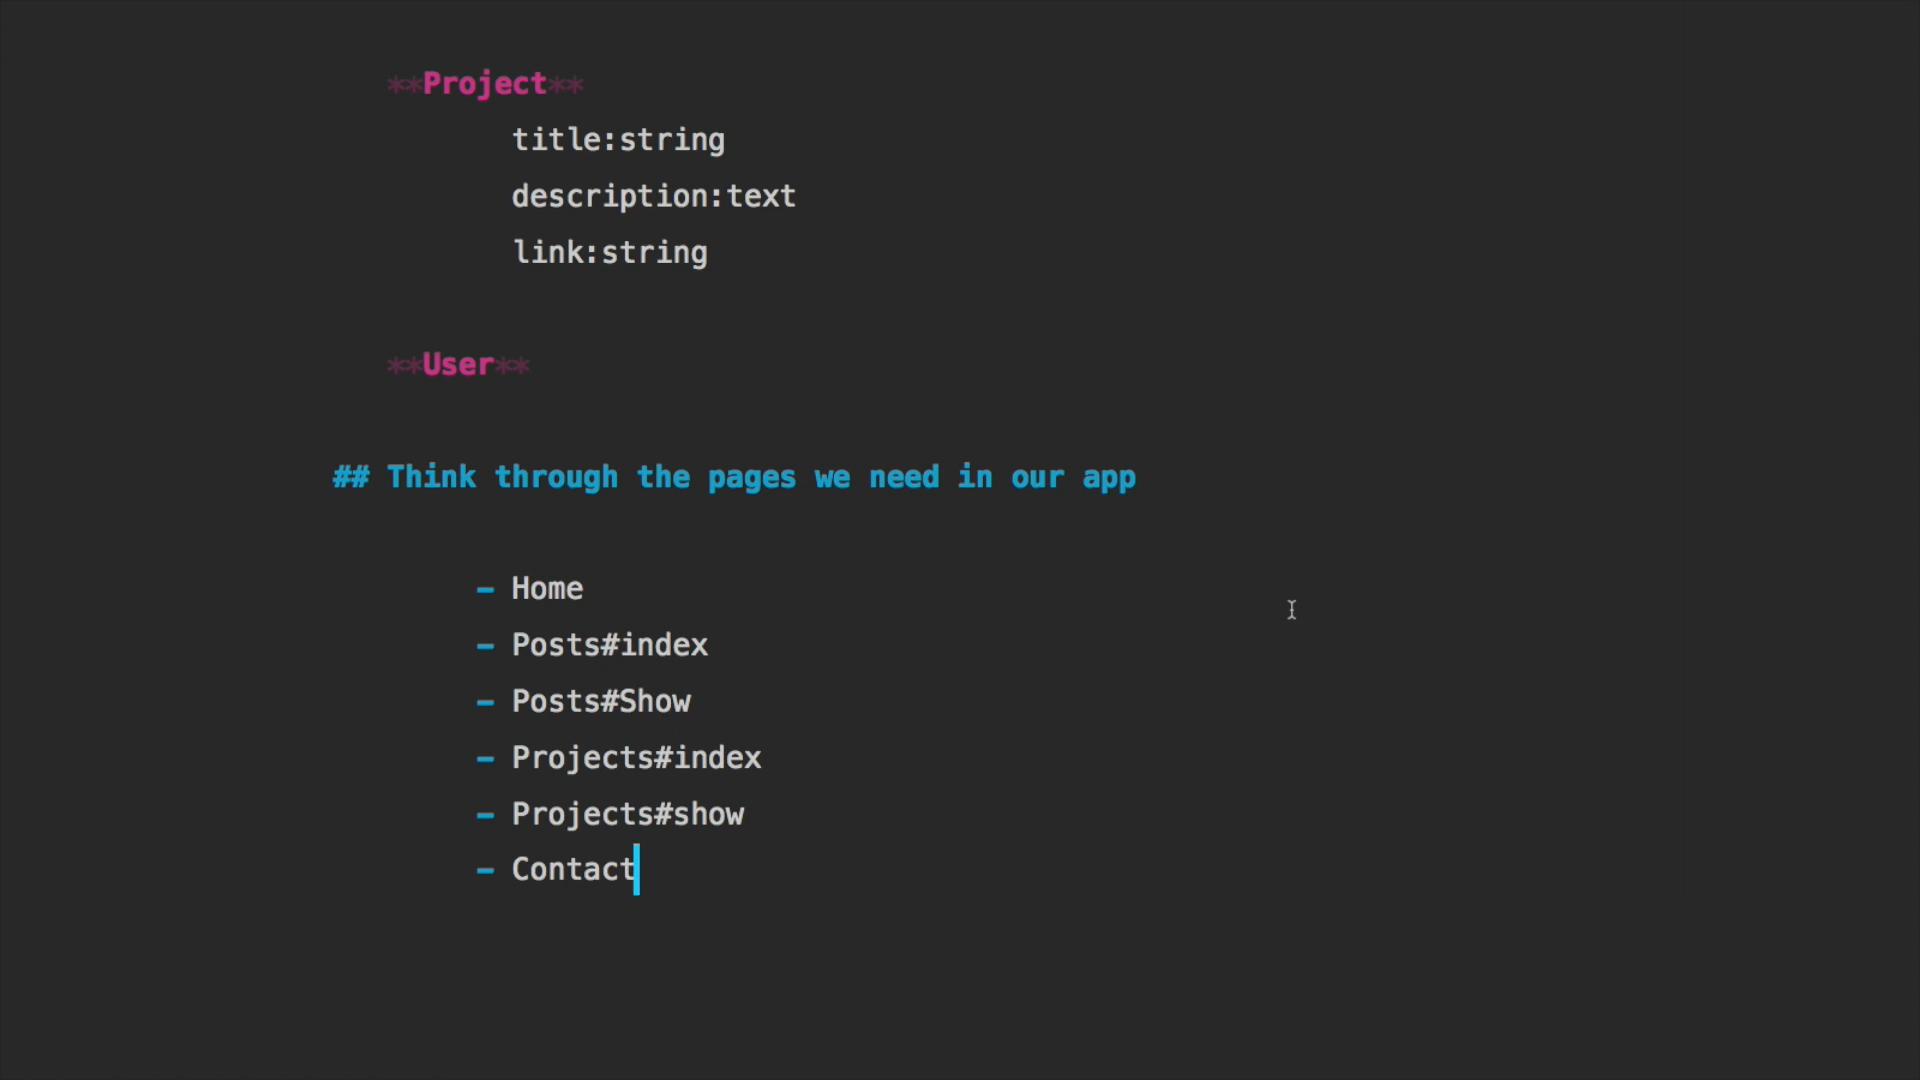 **Project**
title:string
description:text
link:string
**User**
## Think through the pages we need in our app
- Home
- Posts#index
- Posts#Show
- Projects#index
- Projects#show
- Contact